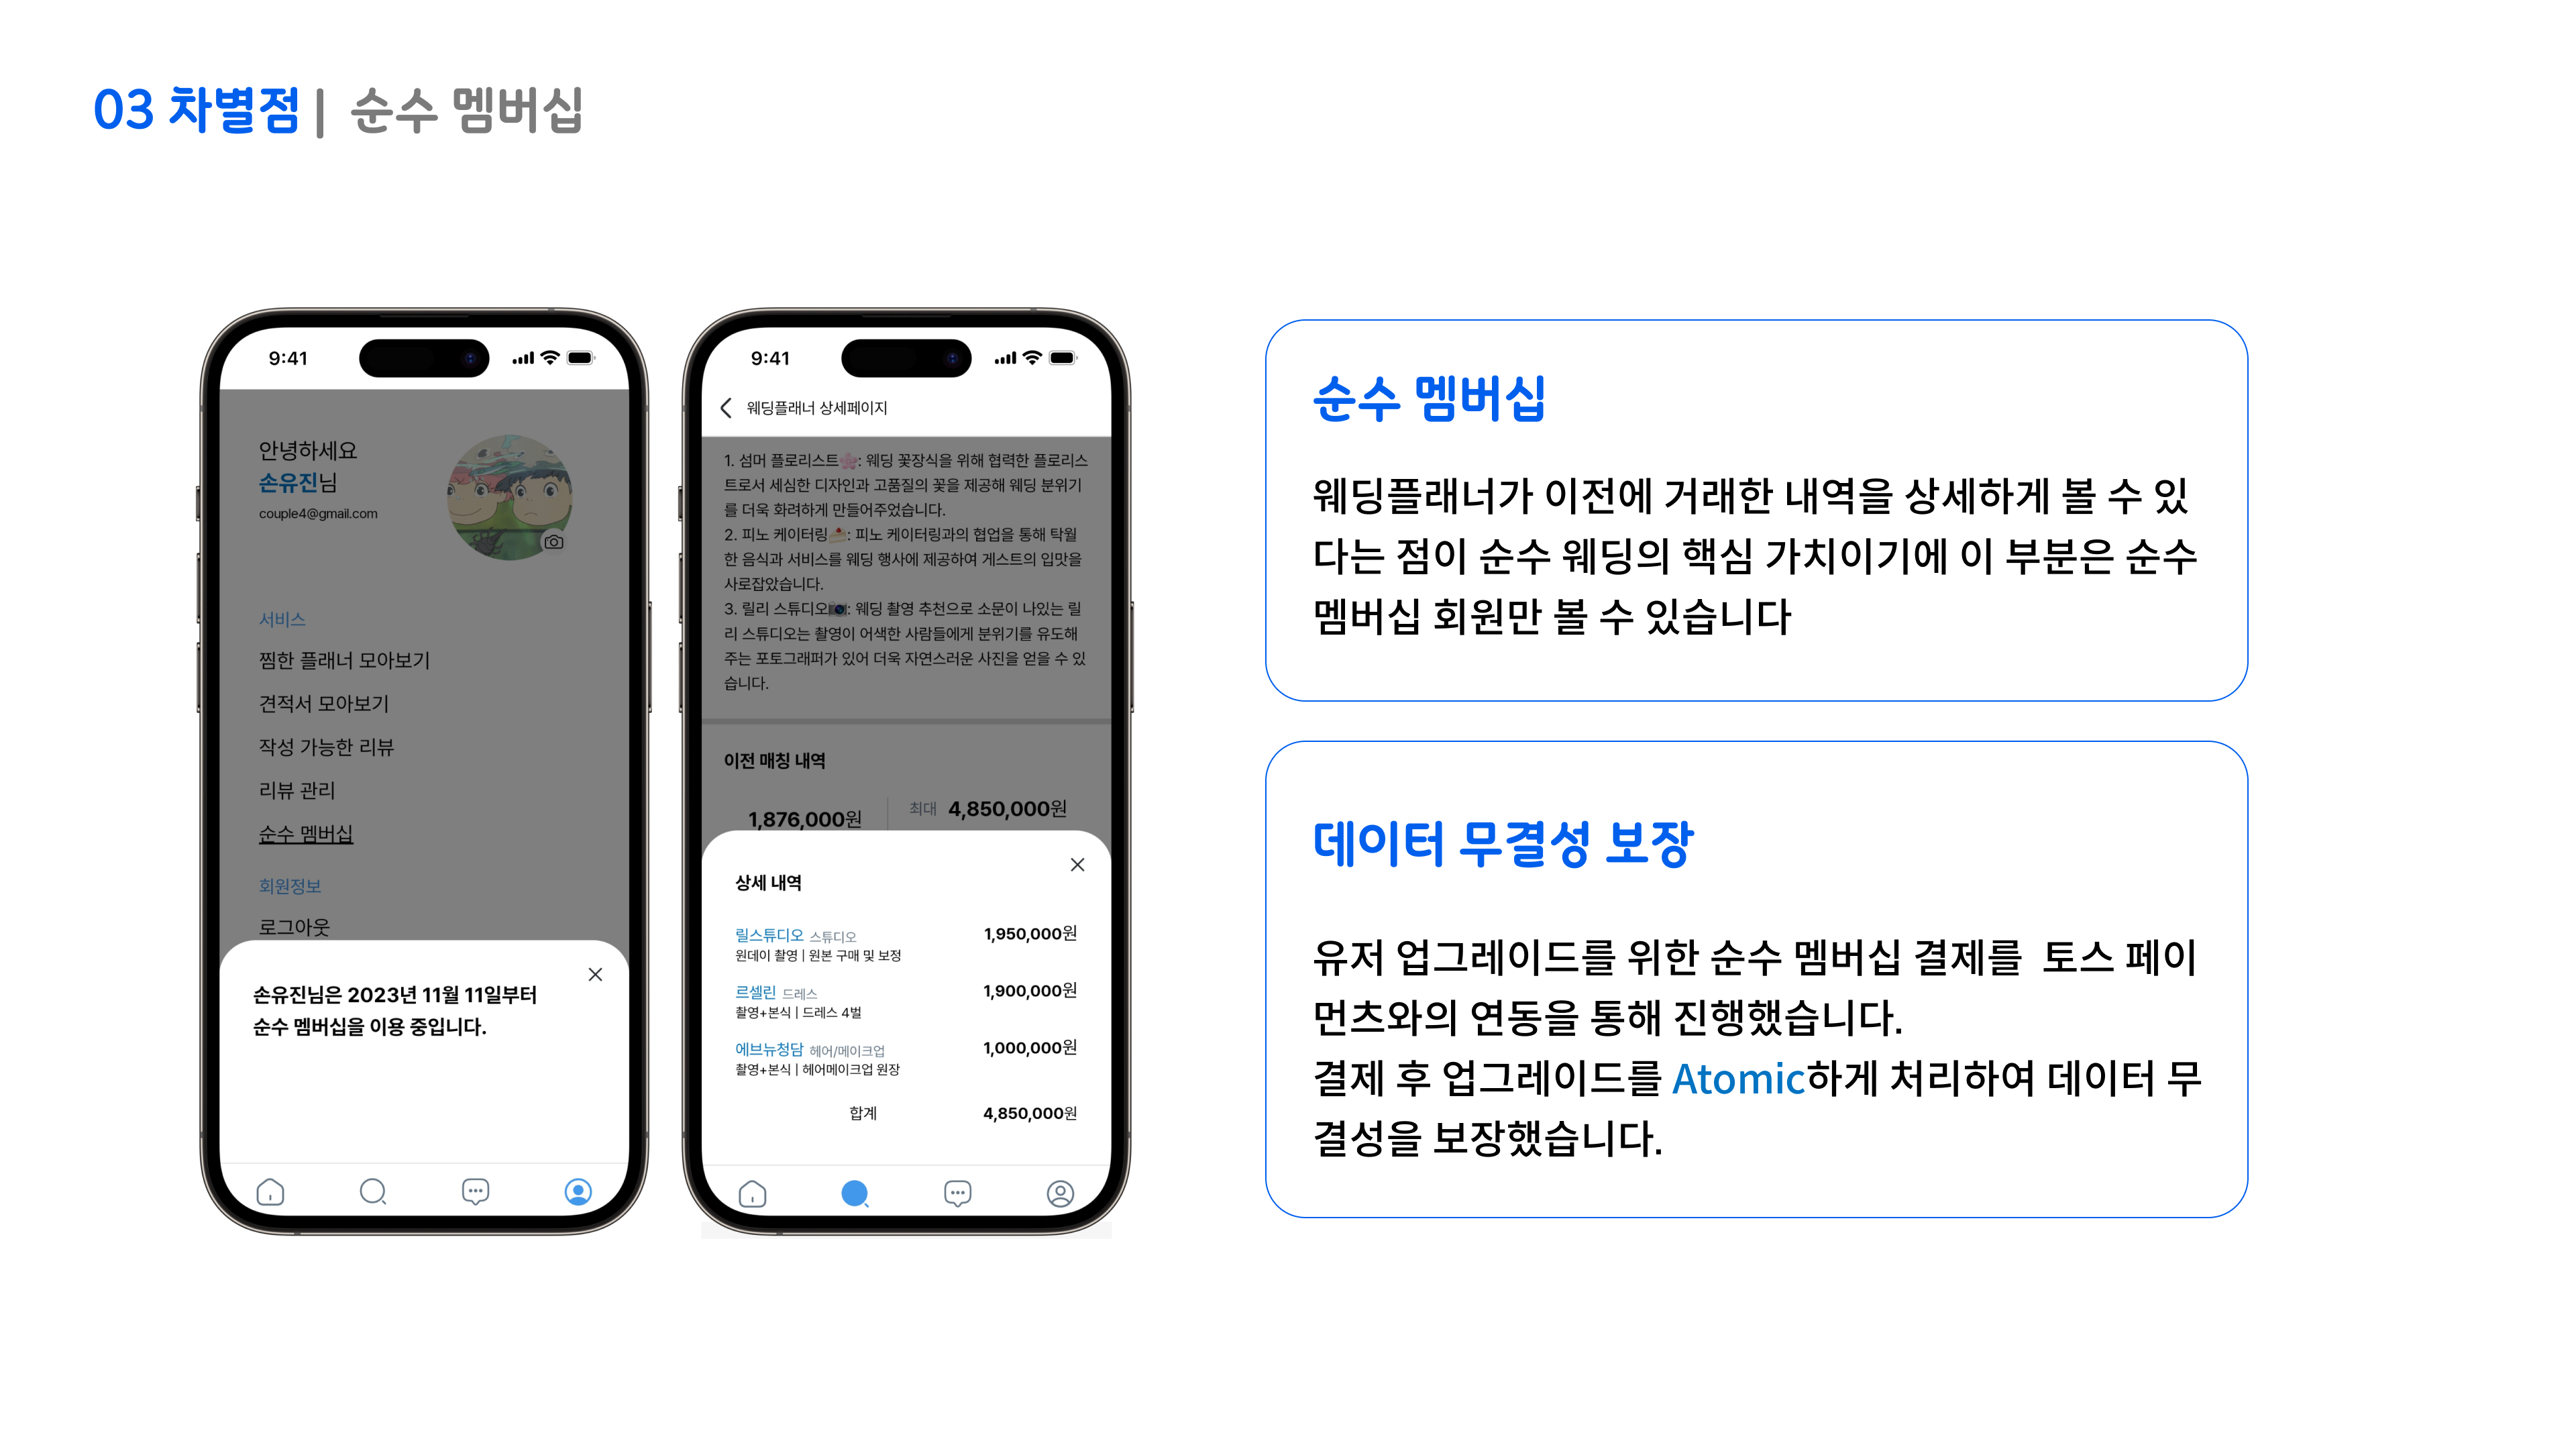 03 차별점 | 순수 멤버십
9:41
안녕하세요
손유진님
couple4@gmail.com
서비스
찜한 플래너 모아보기
견적서 모아보기
작성 가능한 리뷰
리뷰 관리
순수 멤버십
회원정보
로그아웃
손유진님은 2023년 11월 11일부터
순수 멤버십을 이용 중입니다.
9:41
웨딩플래너 상세페이지
1. 섬머 플로리스트🌸: 웨딩 꽃장식을 위해 협력한 플로리스
트로서 세심한 디자인과 고품질의 꽃을 제공해 웨딩 분위기
를 더욱 화려하게 만들어주었습니다.
2. 피노 케이터링🍰: 피노 케이터링과의 협업을 통해 탁월
한 음식과 서비스를 웨딩 행사에 제공하여 게스트의 입맛을
사로잡았습니다.
3. 릴리 스튜디오📷: 웨딩 촬영 추천으로 소문이 나있는 릴
리 스튜디오는 촬영이 어색한 사람들에게 분위기를 유도해
주는 포토그래퍼가 있어 더욱 자연스러운 사진을 얻을 수 있
습니다.
이전 매칭 내역
1,876,000원 최대 4,850,000원
상세 내역
릴스튜디오 스튜디오 1,950,000원
원데이 촬영 | 원본 구매 및 보정
르셀린 드레스 1,900,000원
촬영+본식 | 드레스 4벌
에브뉴청담 헤어/메이크업 1,000,000원
촬영+본식 | 헤어메이크업 원장
합계 4,850,000원
순수 멤버십
웨딩플래너가 이전에 거래한 내역을 상세하게 볼 수 있
다는 점이 순수 웨딩의 핵심 가치이기에 이 부분은 순수
멤버십 회원만 볼 수 있습니다
데이터 무결성 보장
유저 업그레이드를 위한 순수 멤버십 결제를 토스 페이
먼츠와의 연동을 통해 진행했습니다.
결제 후 업그레이드를 Atomic하게 처리하여 데이터 무
결성을 보장했습니다.